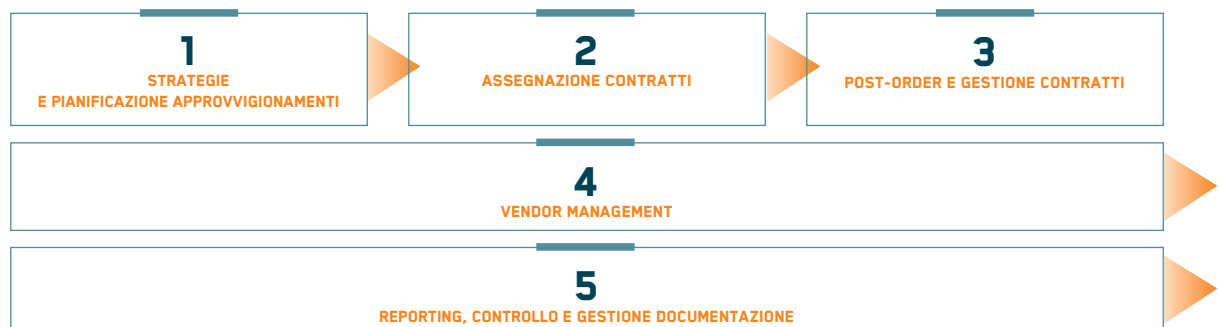 1
STRATEGIE
E PIANIFICAZIONE APPROVVIGIONAMENTI
2
ASSEGNAZIONE CONTRATTI
3
POST-ORDER E GESTIONE CONTRATTI
4
VENDOR MANAGEMENT
5
REPORTING, CONTROLLO E GESTIONE DOCUMENTAZIONE